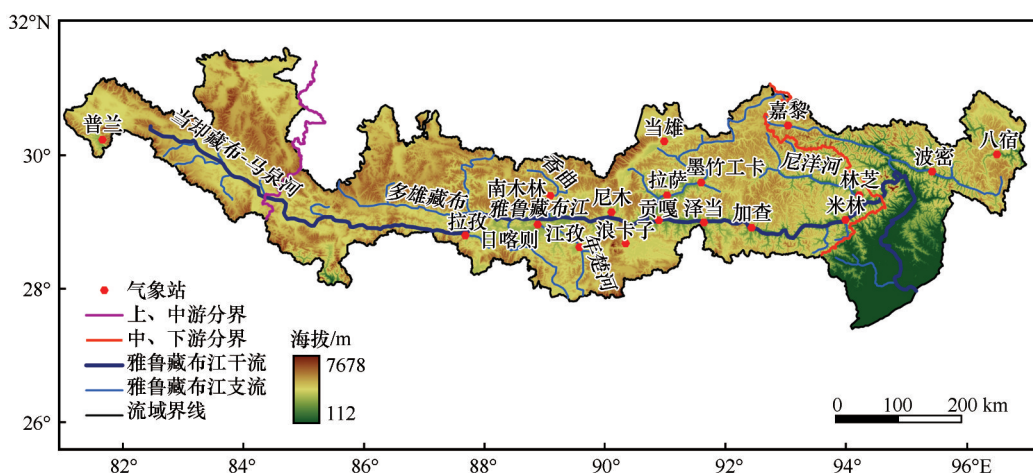 32°N
30°
28°
26°
82°
84°
86°
88°
90°
92°
94°
96°E
普兰
当却藏布-马泉河
多雄藏布
拉孜
南木林
香曲
雅鲁藏布江
日喀则
江孜
年楚河
尼木
浪卡子
当雄
拉萨
墨竹工卡
贡嘎
泽当
加查
嘉黎
尼洋河
林芝
米林
波密
八宿
气象站
上、中游分界
中、下游分界
雅鲁藏布江干流
雅鲁藏布江支流
流域界线
海拔/m
7678
112
0 100 200 km